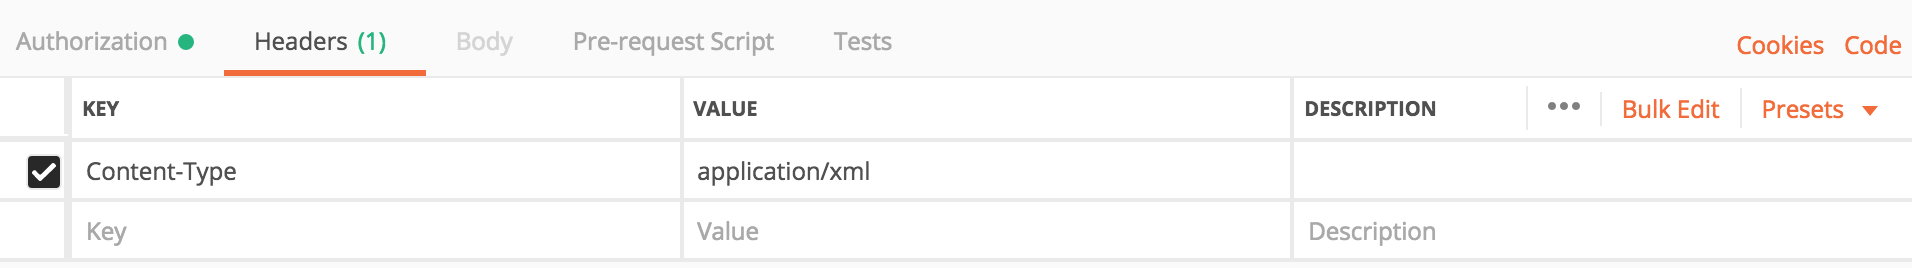 Authorization Headers (1) Body Pre-request Script Tests Cookies Code
KEY VALUE DESCRIPTION ••• Bulk Edit Presets
Content-Type application/xml
Key Value Description